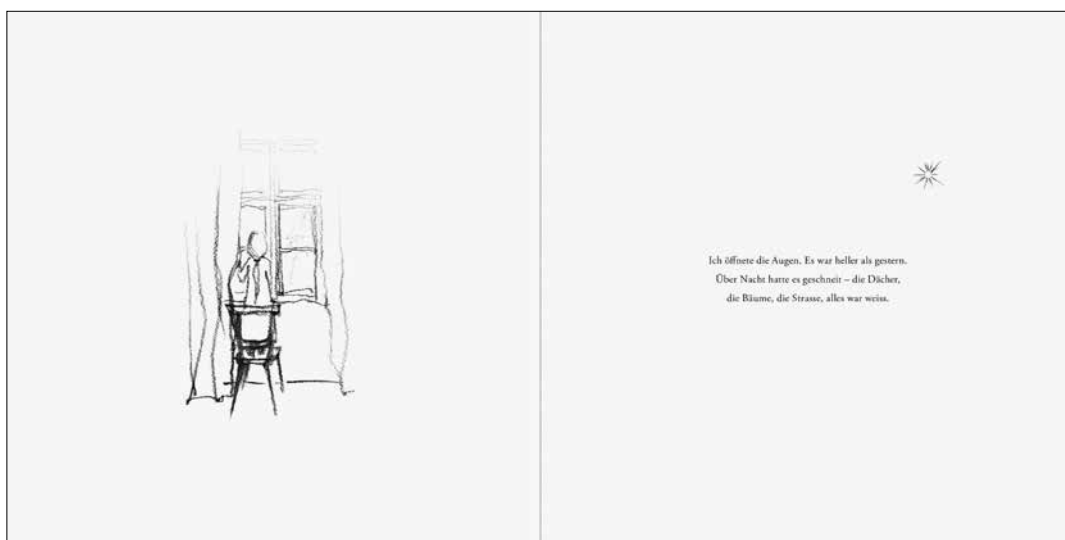 Ich öffnete die Augen. Es war heller als gestern.
Über Nacht hatte es geschneit – die Dächer,
die Bäume, die Strasse, alles war weiss.